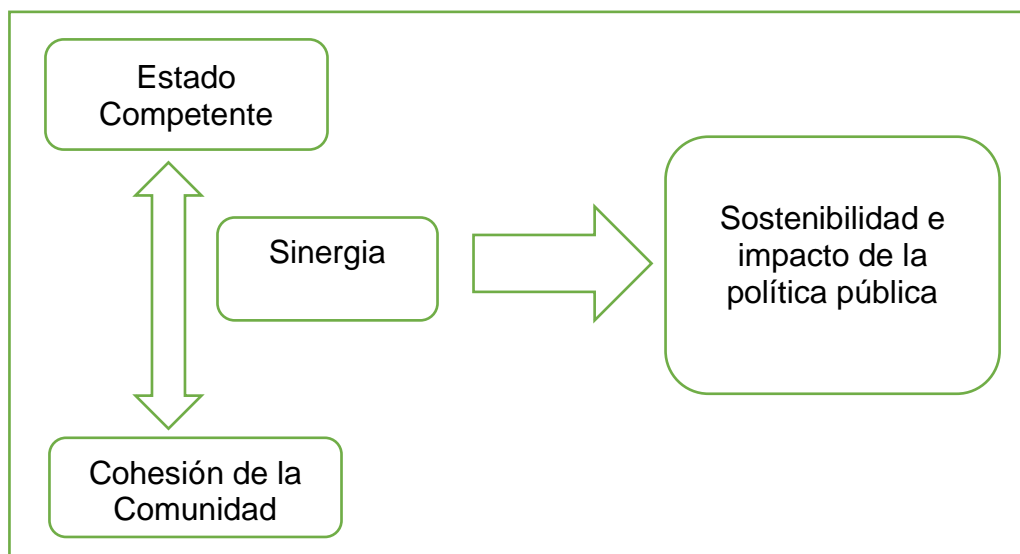 Estado
Competente
Sinergia
Sostenibilidad e
impacto de la
política pública
Cohesión de la
Comunidad